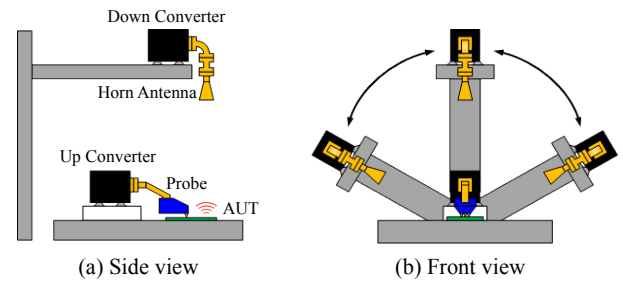 Down Converter
Horn Antenna
Up Converter
Probe
AUT
(a) Side view
(b) Front view